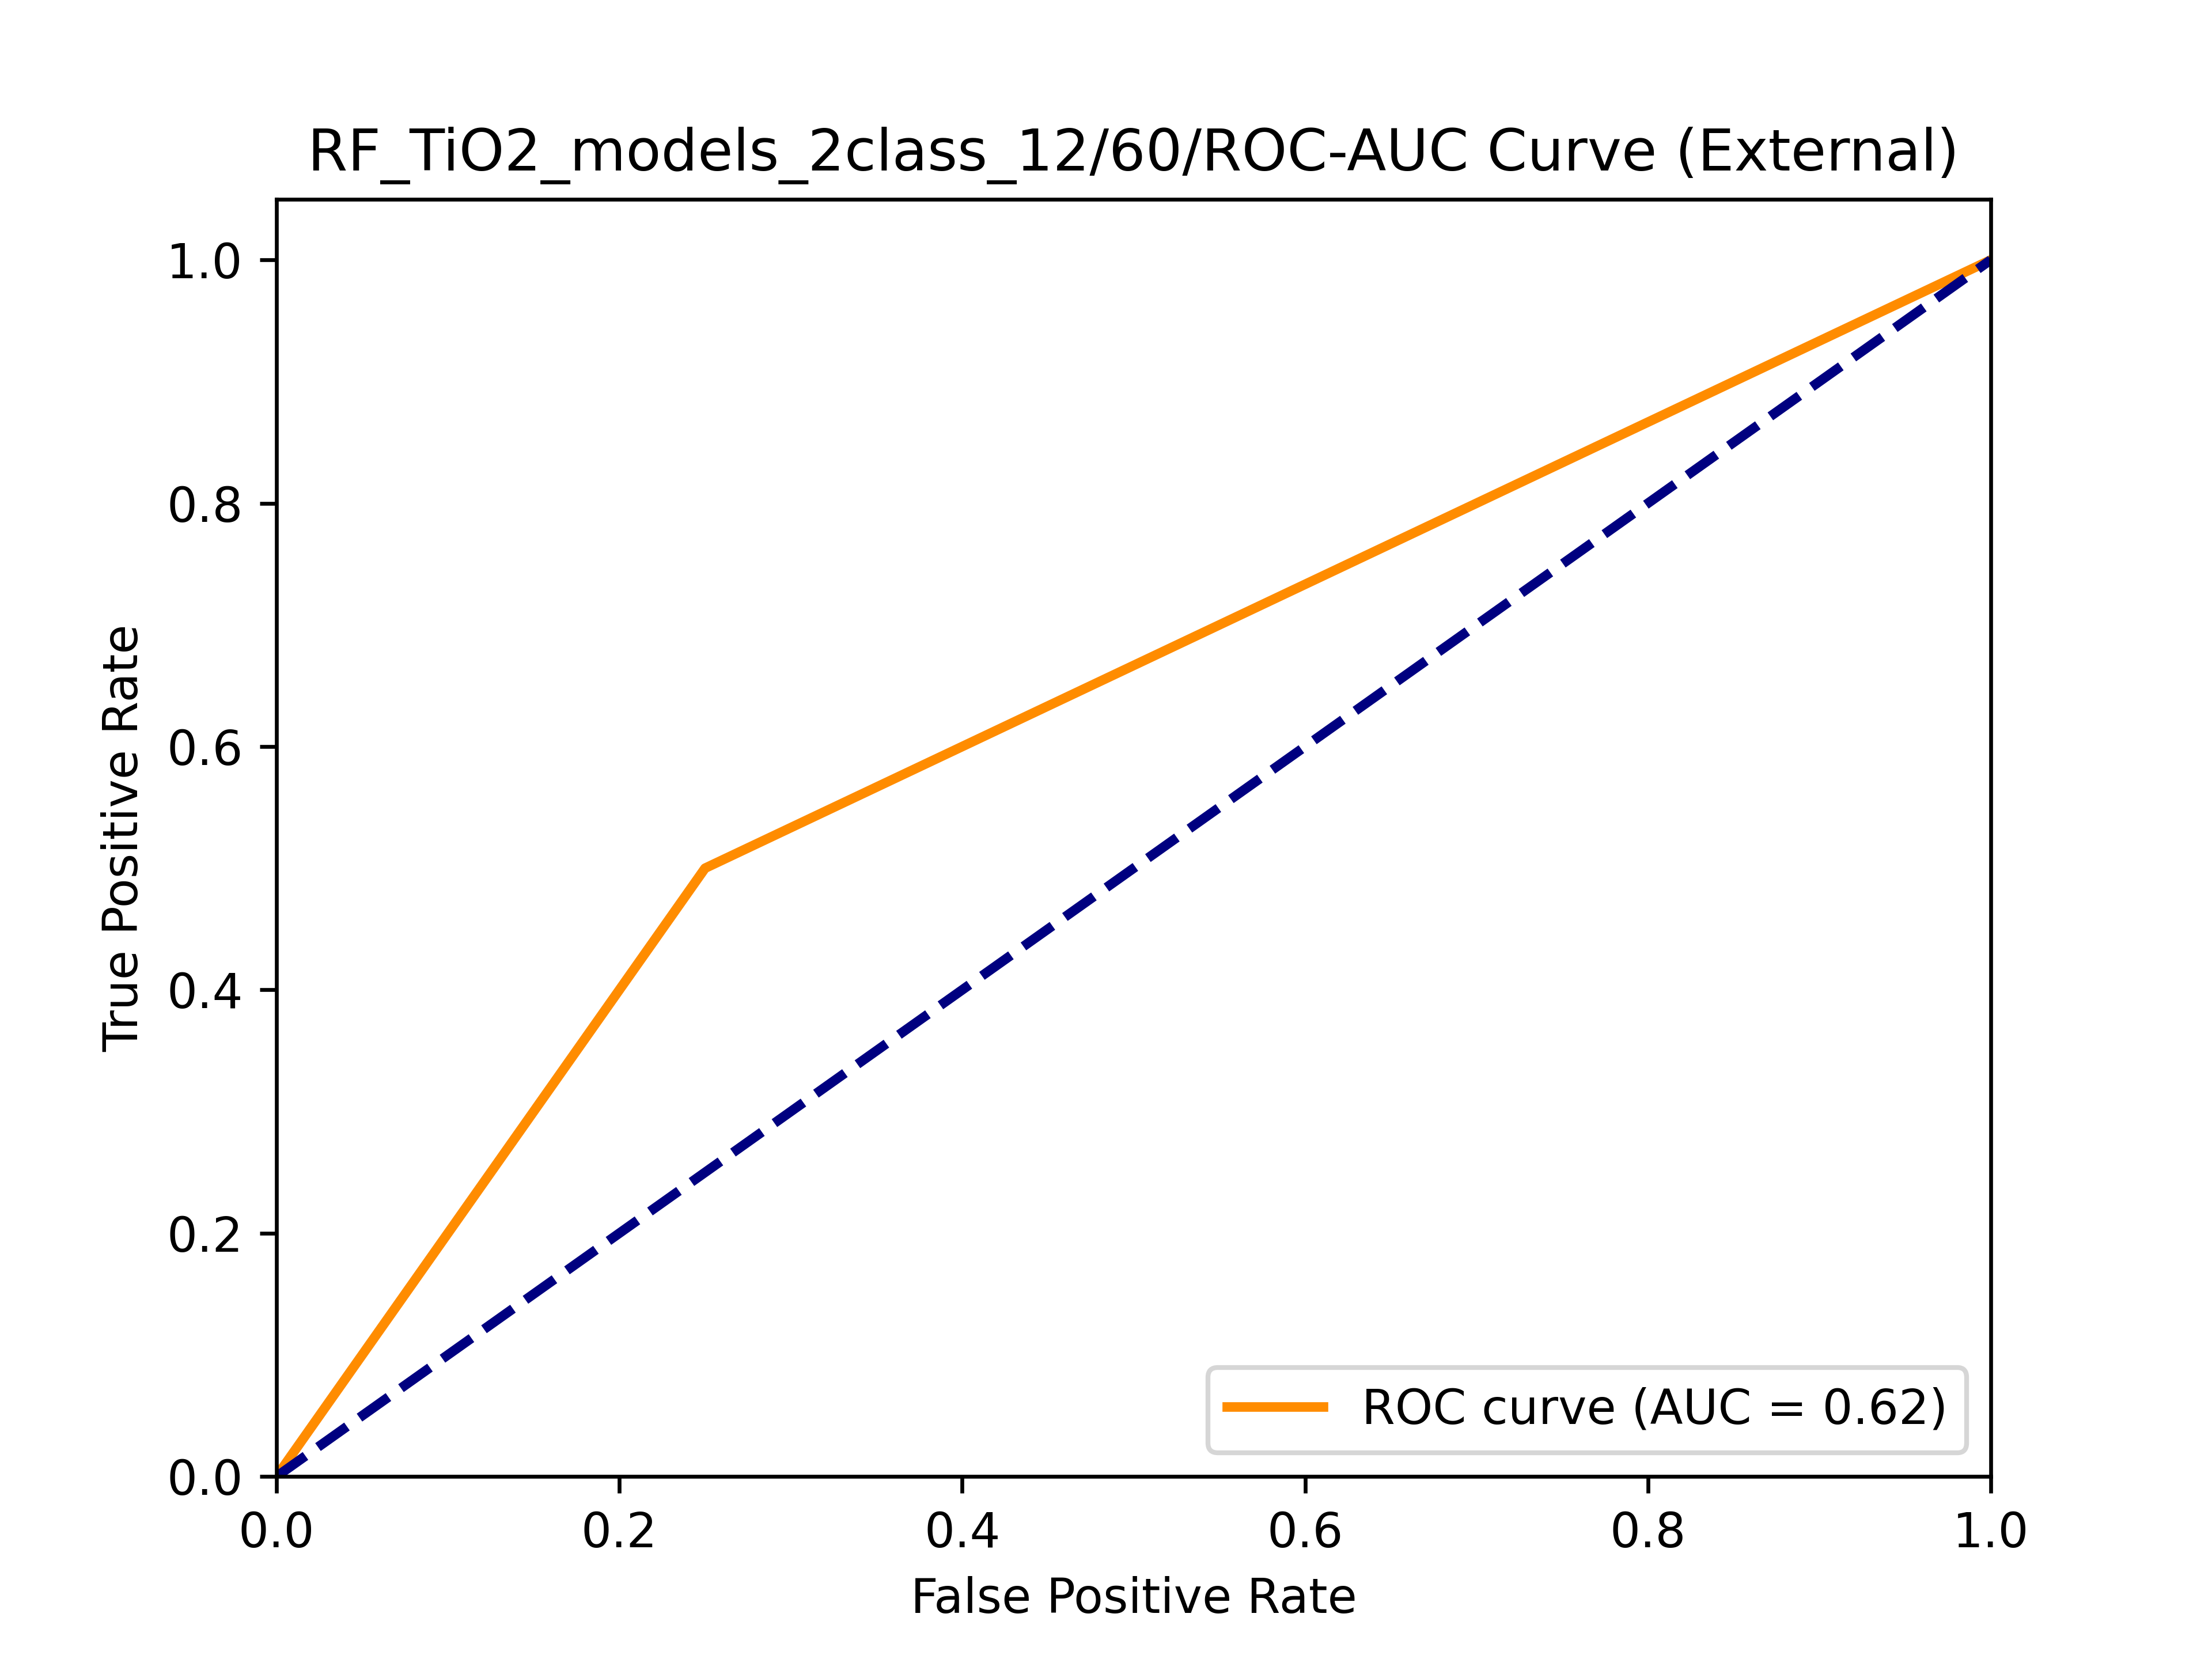 RF_TiO2_models_2class_12/60/ROC-AUC Curve (External)
1.0
0.8
0.6
0.4
0.2
0.0
True Positive Rate
ROC curve (AUC = 0.62)
0.0 0.2 0.4 0.6 0.8 1.0
False Positive Rate